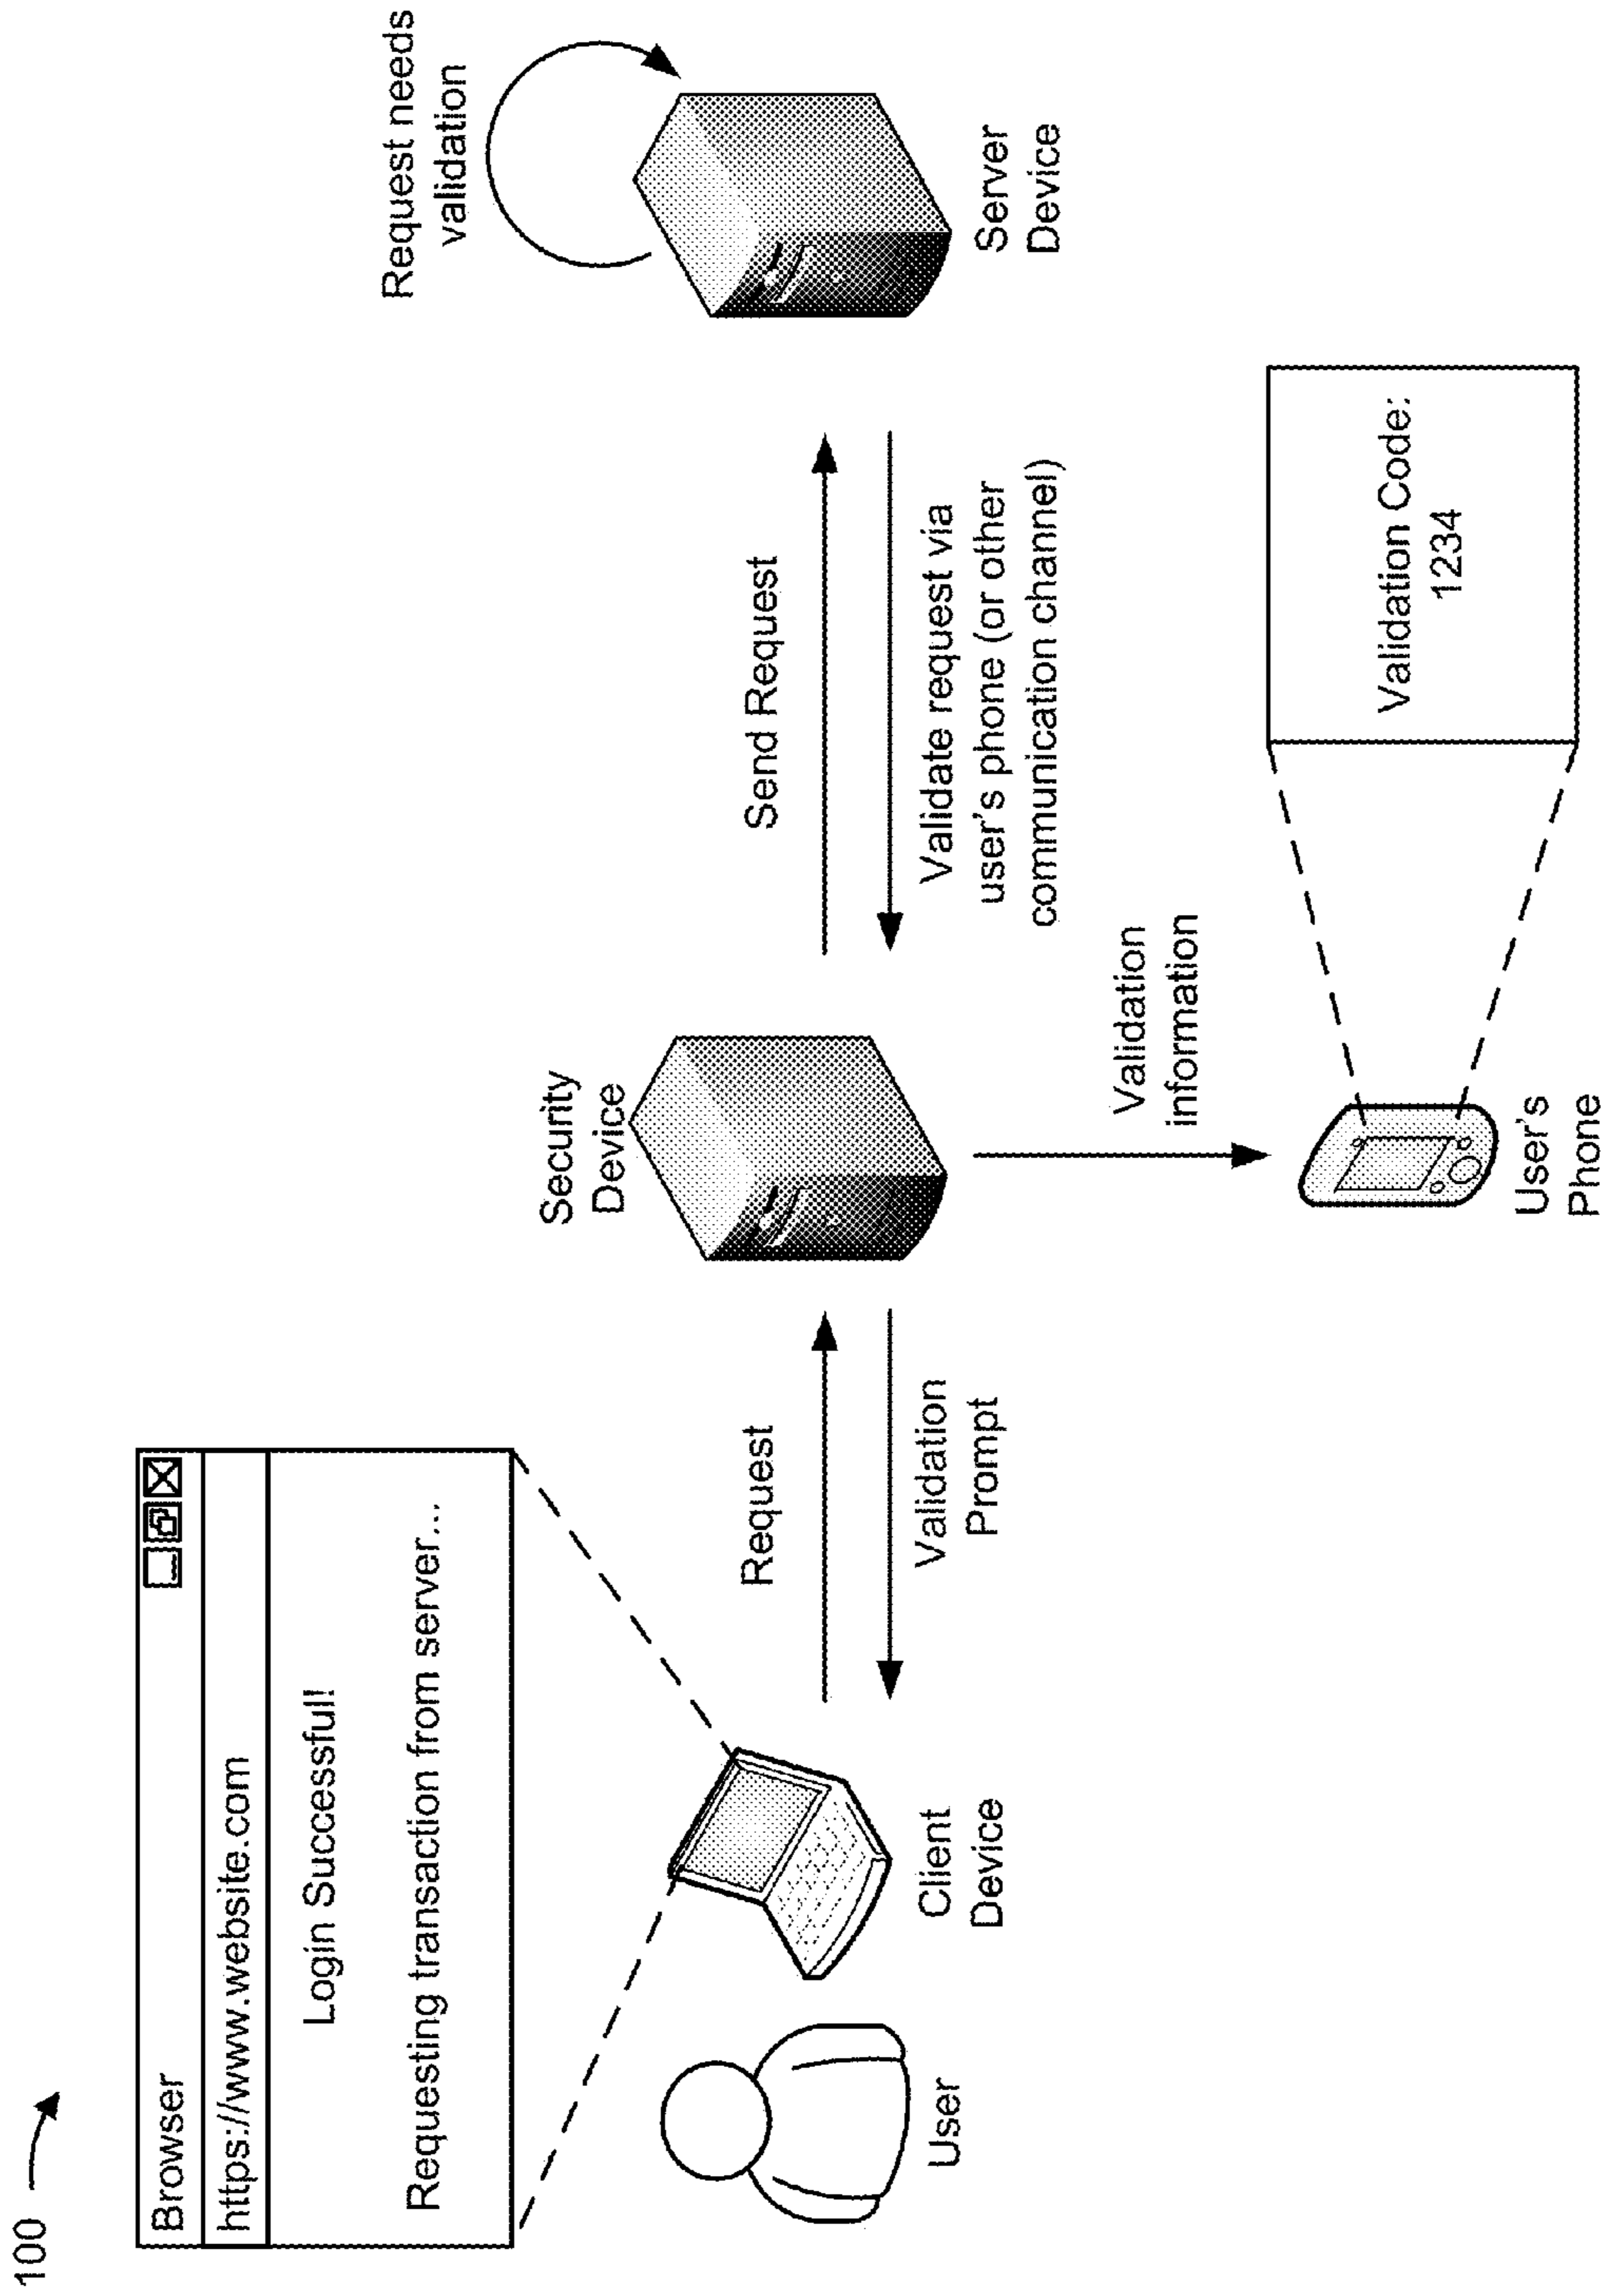 100
Browser
https://www.website.com
Login Successful!
Requesting transaction from server...
User
Client
Device
Request
Validation
Prompt
Security
Device
Send Request
Validate request via
user's phone (or other
communication channel)
Request needs
validation
Server
Device
Validation
information
User's
Phone
Validation Code:
1234